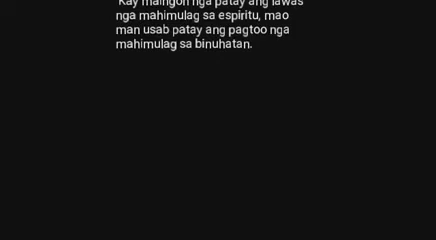 'Kay maingon nga patay ang lawas
nga mahimulag sa espiritu, mao
man usab patay ang pagtoo nga
mahimulag sa binuhatan.